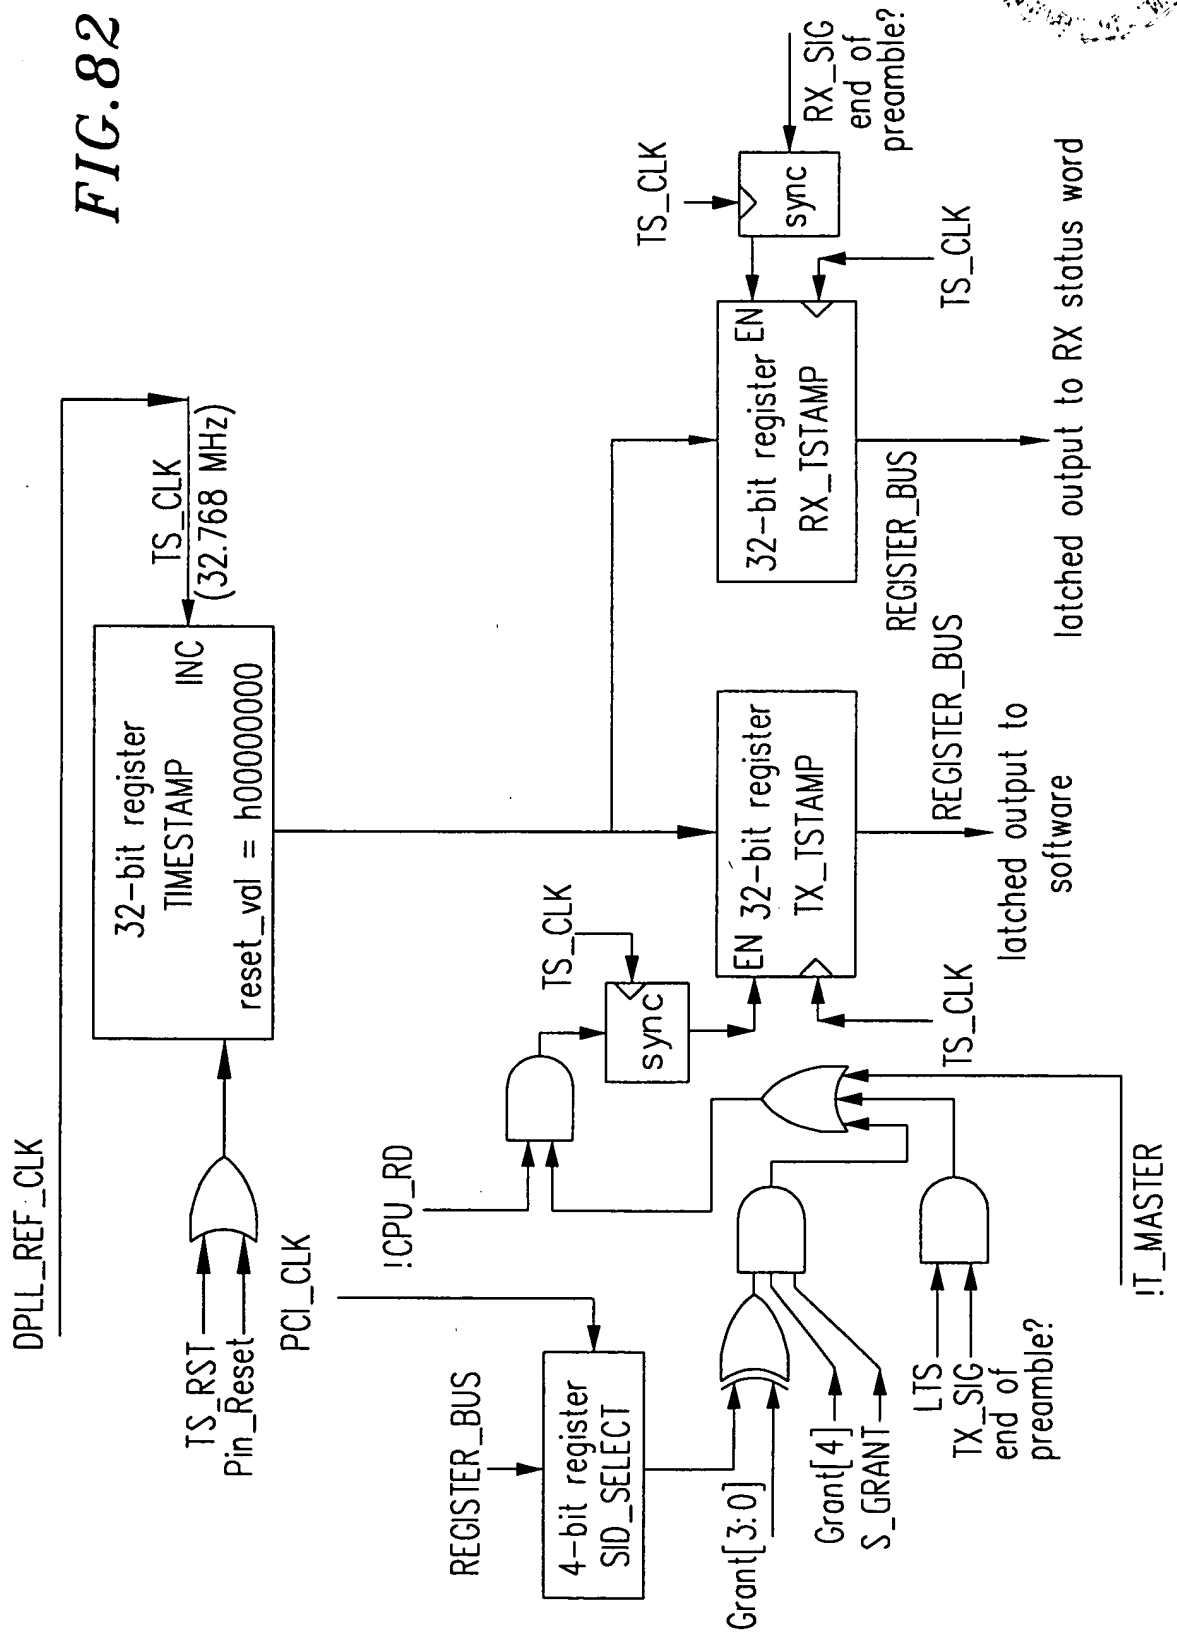 FIG.82
DPLL_REF_CLK
TS_RST
Pin_Reset
32-bit register
TIMESTAMP
INC
reset_val = h00000000
TS_CLK
(32.768 MHz)
PCI_CLK
REGISTER_BUS
4-bit register
SID_SELECT
!CPU_RD
TS_CLK
sync
Grant[3:0]
Grant[4]
S_GRANT
LTS
TX_SIG
end of
preamble?
!T_MASTER
EN 32-bit register
TX_TSTAMP
TS_CLK
REGISTER_BUS
latched output to
software
32-bit register EN
RX_TSTAMP
TS_CLK
sync
RX_SIG
end of
preamble?
TS_CLK
REGISTER_BUS
latched output to RX status word